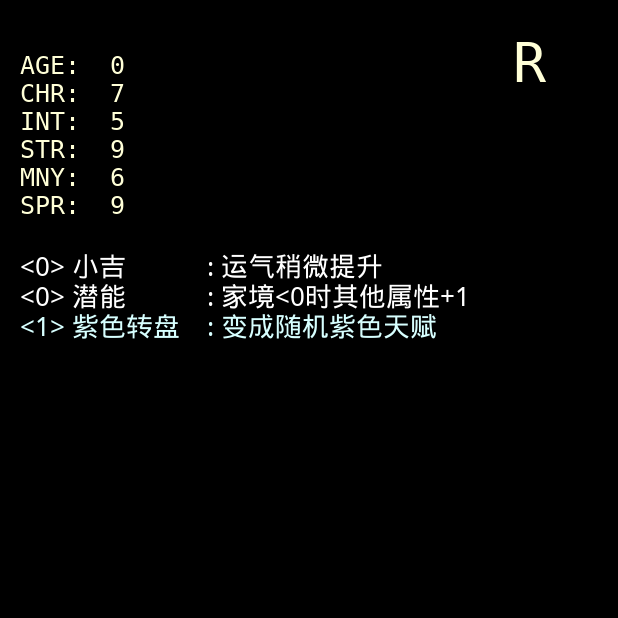 R
AGE: 0
CHR: 7
INT: 5
STR: 9
MNY: 6
SPR: 9
<0> 小吉 : 运气稍微提升
<0> 潜能 : 家境<0时其他属性+1
<1> 紫色转盘 : 变成随机紫色天赋